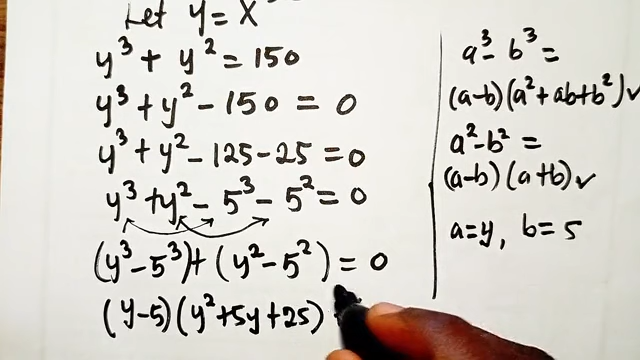 Let y = x
y³ + y² = 150
y³ + y² - 150 = 0
y³ + y² - 125 - 25 = 0
y³ + y² - 5³ - 5² = 0
(y³ - 5³) + (y² - 5²) = 0
(y-5)(y² + 5y + 25)
a³ - b³ =
(a-b)(a² + ab + b²) ✓
a² - b² =
(a-b)(a+b) ✓
a = y, b = 5